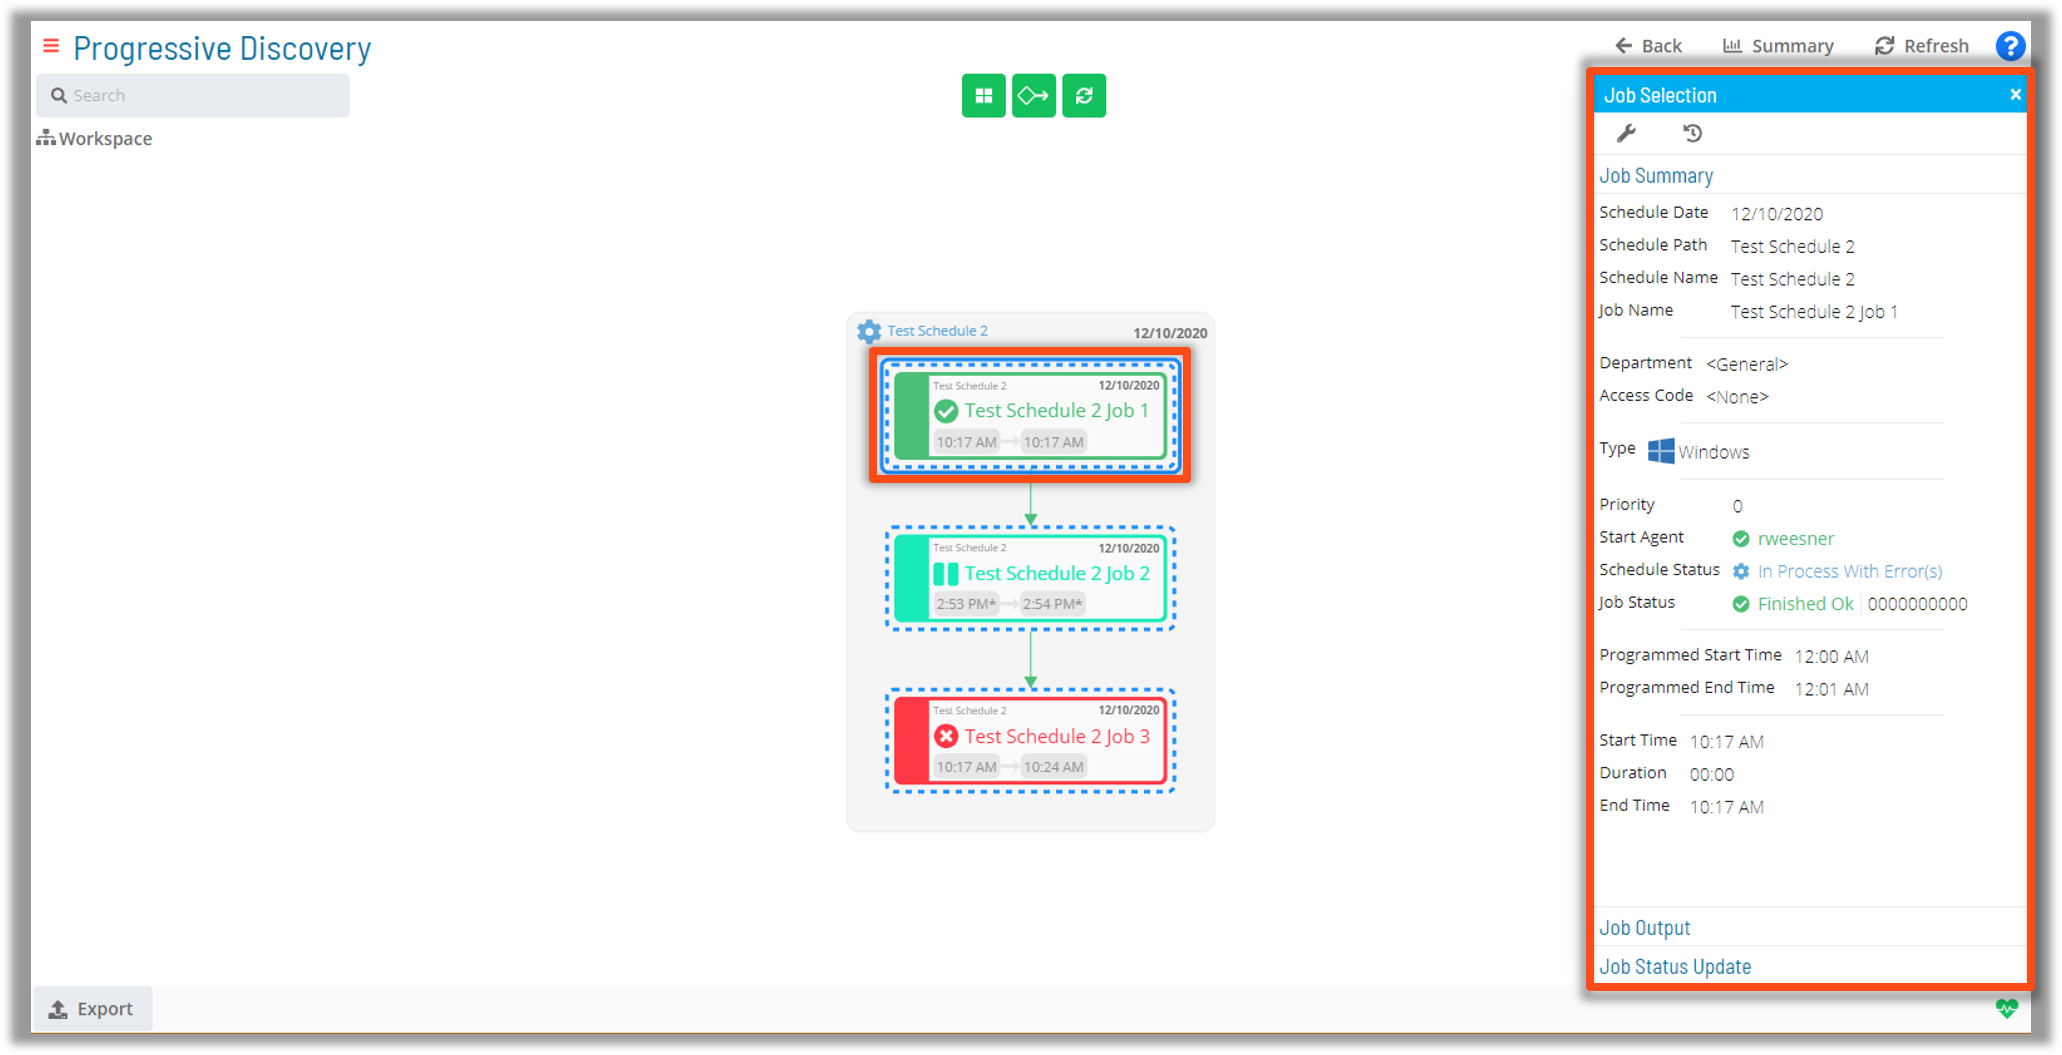 Progressive Discovery
Back
Summary
Refresh
?
Search
Workspace
Test Schedule 2
12/10/2020
Test Schedule 2
12/10/2020
Test Schedule 2 Job 1
10:17 AM
10:17 AM
Test Schedule 2
12/10/2020
Test Schedule 2 Job 2
2:53 PM*
2:54 PM*
Test Schedule 2
12/10/2020
Test Schedule 2 Job 3
10:17 AM
10:24 AM
Job Selection
Job Summary
Schedule Date 12/10/2020
Schedule Path Test Schedule 2
Schedule Name Test Schedule 2
Job Name Test Schedule 2 Job 1
Department <General>
Access Code <None>
Type Windows
Priority 0
Start Agent rweesner
Schedule Status In Process With Error(s)
Job Status Finished Ok 0000000000
Programmed Start Time 12:00 AM
Programmed End Time 12:01 AM
Start Time 10:17 AM
Duration 00:00
End Time 10:17 AM
Job Output
Job Status Update
Export